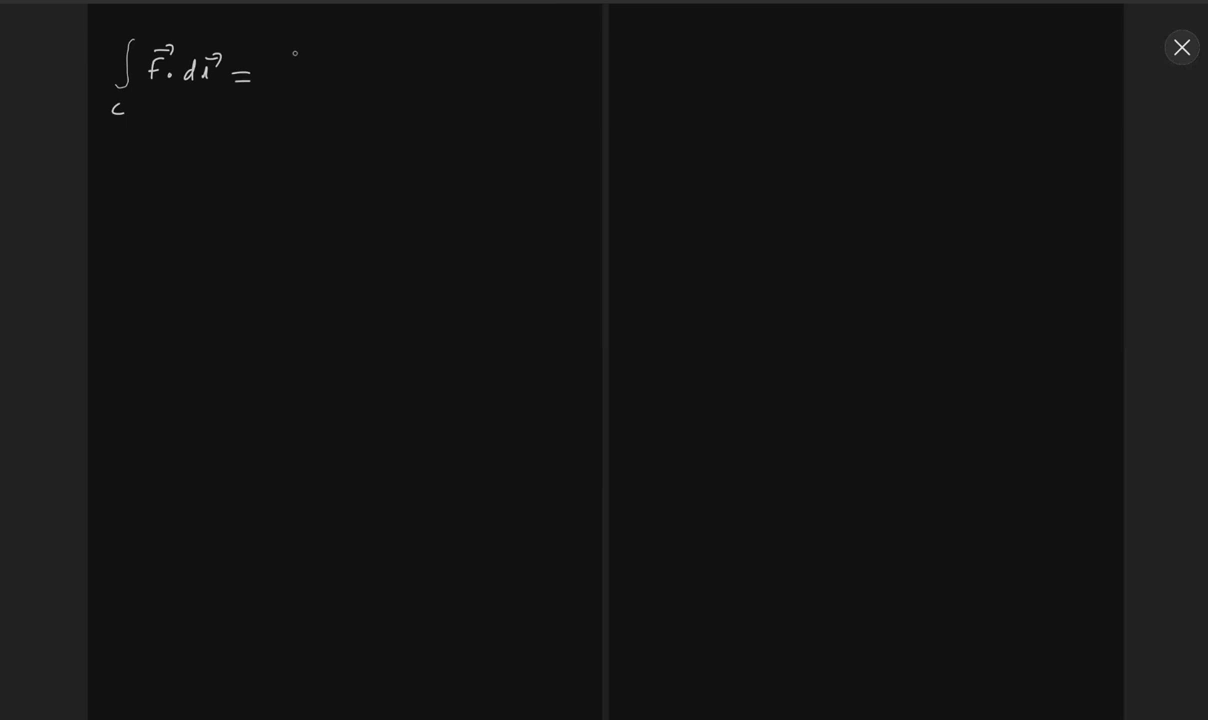 ∫_C F⃗ · dr⃗ =